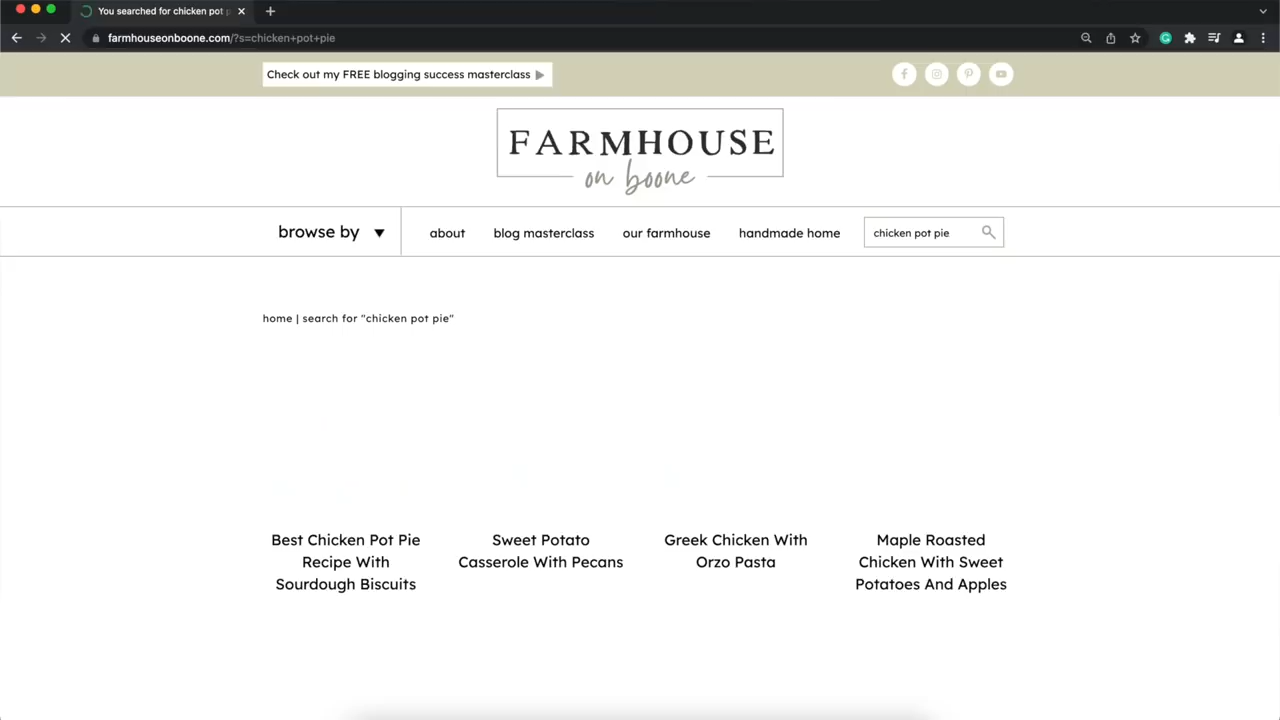 You searched for chicken pot p
farmhouseonboone.com/?s=chicken+pot+pie
Check out my FREE blogging success masterclass
FARMHOUSE
on boone
browse by
about
blog masterclass
our farmhouse
handmade home
chicken pot pie
home | search for "chicken pot pie"
Best Chicken Pot Pie
Recipe With
Sourdough Biscuits
Sweet Potato
Casserole With Pecans
Greek Chicken With
Orzo Pasta
Maple Roasted
Chicken With Sweet
Potatoes And Apples